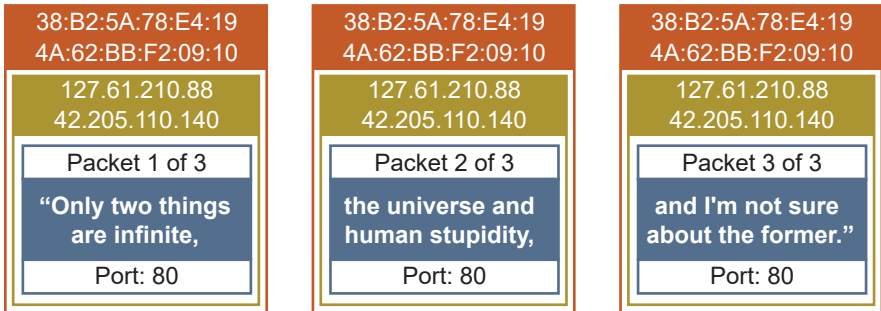 38:B2:5A:78:E4:19
4A:62:BB:F2:09:10
127.61.210.88
42.205.110.140
Packet 1 of 3
“Only two things
are infinite,
Port: 80
38:B2:5A:78:E4:19
4A:62:BB:F2:09:10
127.61.210.88
42.205.110.140
Packet 2 of 3
the universe and
human stupidity,
Port: 80
38:B2:5A:78:E4:19
4A:62:BB:F2:09:10
127.61.210.88
42.205.110.140
Packet 3 of 3
and I'm not sure
about the former.”
Port: 80